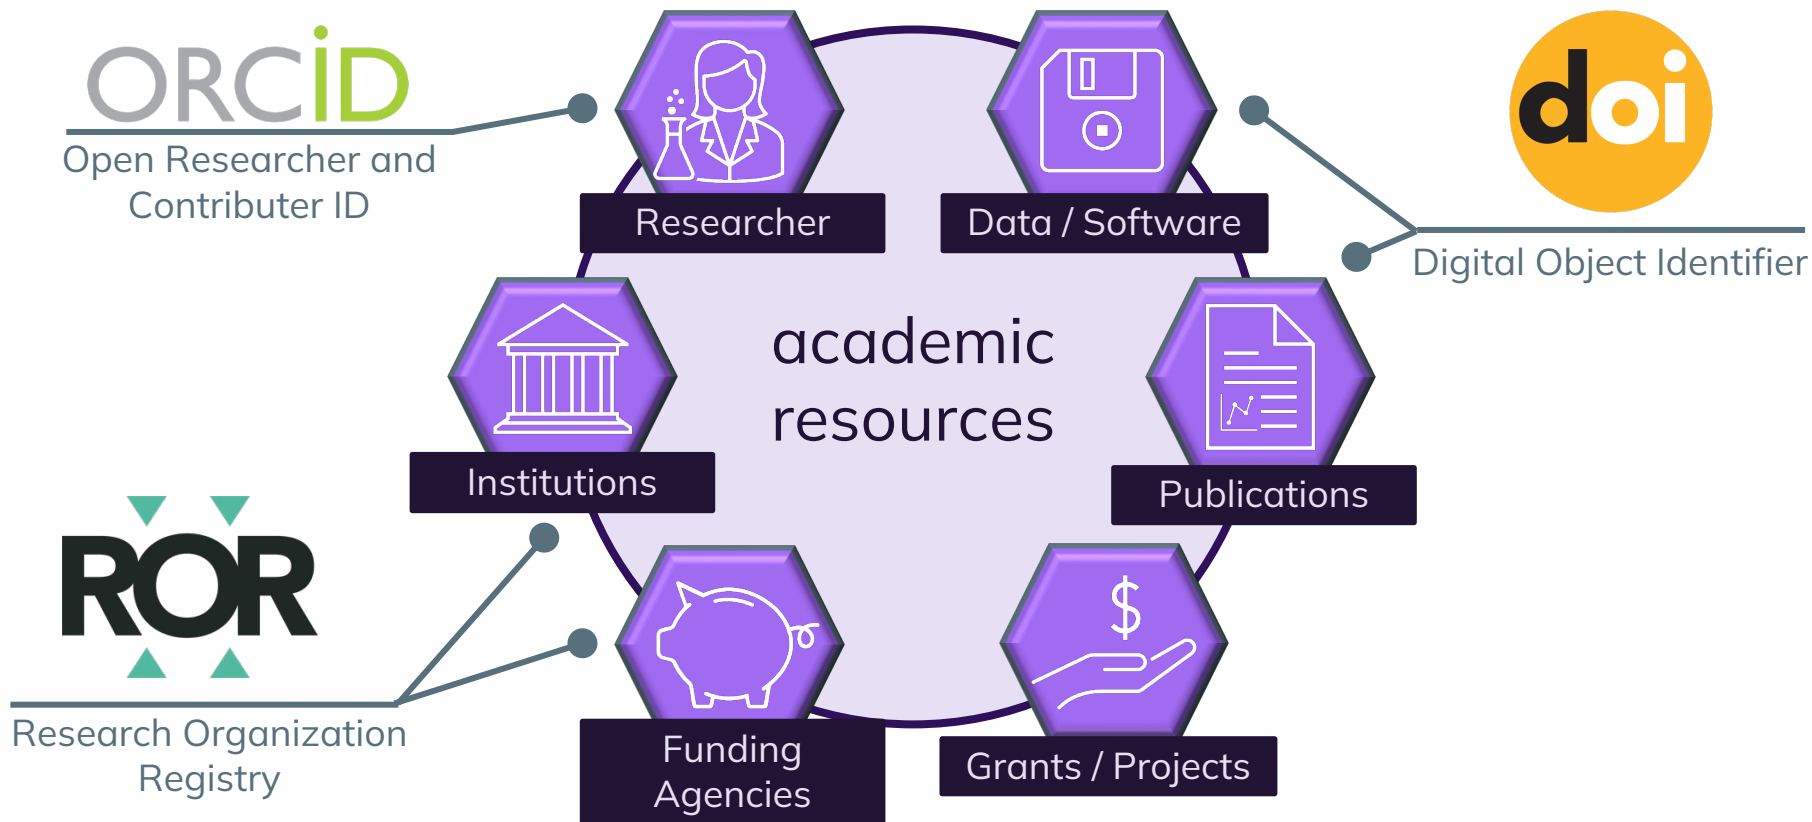 ORCiD
Open Researcher and
Contributer ID
Researcher
Data / Software
doi
Digital Object Identifier
academic
resources
Institutions
Publications
ROR
Research Organization
Registry
Funding
Agencies
$
Grants / Projects